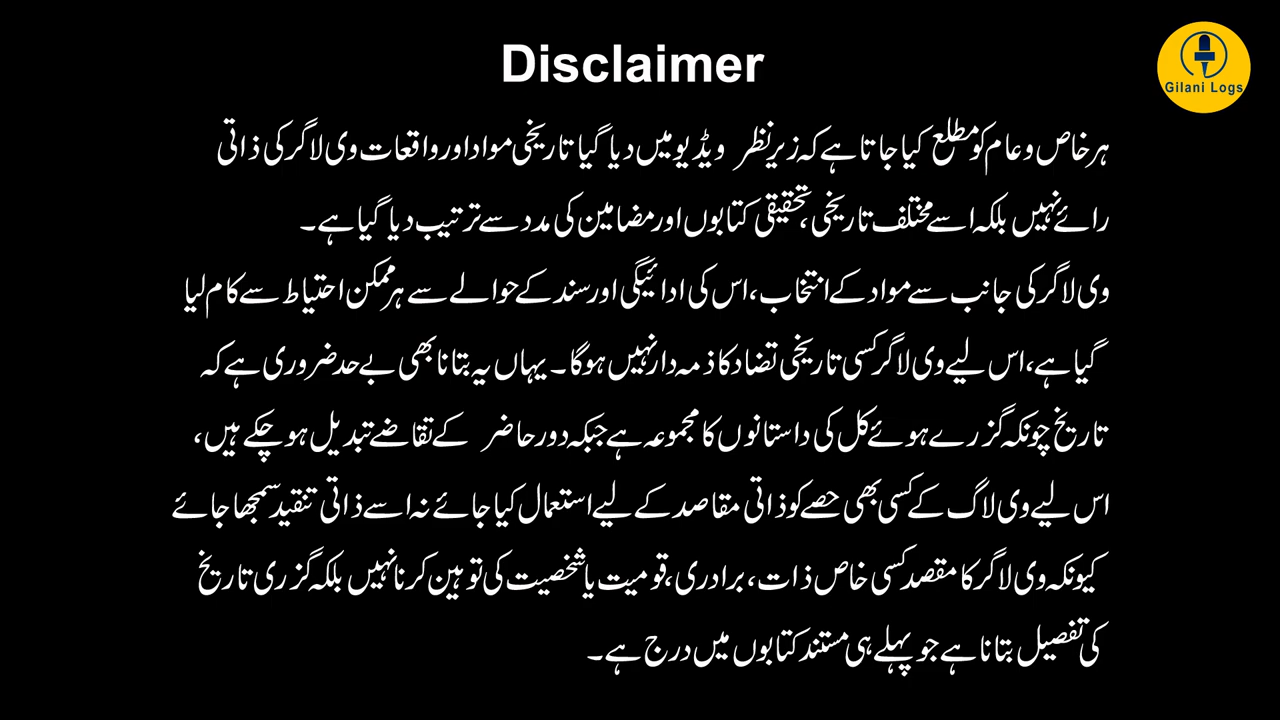 Disclaimer
Gilani Logs
ہر خاص و عام کو مطلع کیا جاتا ہے کہ زیر نظر ویڈیو میں دیا گیا تاریخی مواد اور واقعات وی لاگر کی ذاتی
رائے نہیں بلکہ اسے مختلف تاریخی، تحقیقی کتابوں اور مضامین کی مدد سے ترتیب دیا گیا ہے۔
وی لاگر کی جانب سے مواد کے انتخاب، اس کی ادائیگی اور سند کے حوالے سے ہر ممکن احتیاط سے کام لیا
گیا ہے، اس لیے وی لاگر کسی تاریخی تضاد کا ذمہ دار نہیں ہوگا۔ یہاں یہ بتانا بھی بے حد ضروری ہے کہ
تاریخ چونکہ گزرے ہوئے کل کی داستانوں کا مجموعہ ہے جبکہ دور حاضر کے تقاضے تبدیل ہو چکے ہیں،
اس لیے وی لاگ کے کسی بھی حصے کو ذاتی مقاصد کے لیے استعمال کیا جائے نہ اسے ذاتی تنقید سمجھا جائے
کیونکہ وی لاگر کا مقصد کسی خاص ذات، برادری، قومیت یا شخصیت کی توہین کرنا نہیں بلکہ گزری تاریخ
کی تفصیل بتانا ہے جو پہلے ہی مستند کتابوں میں درج ہے۔